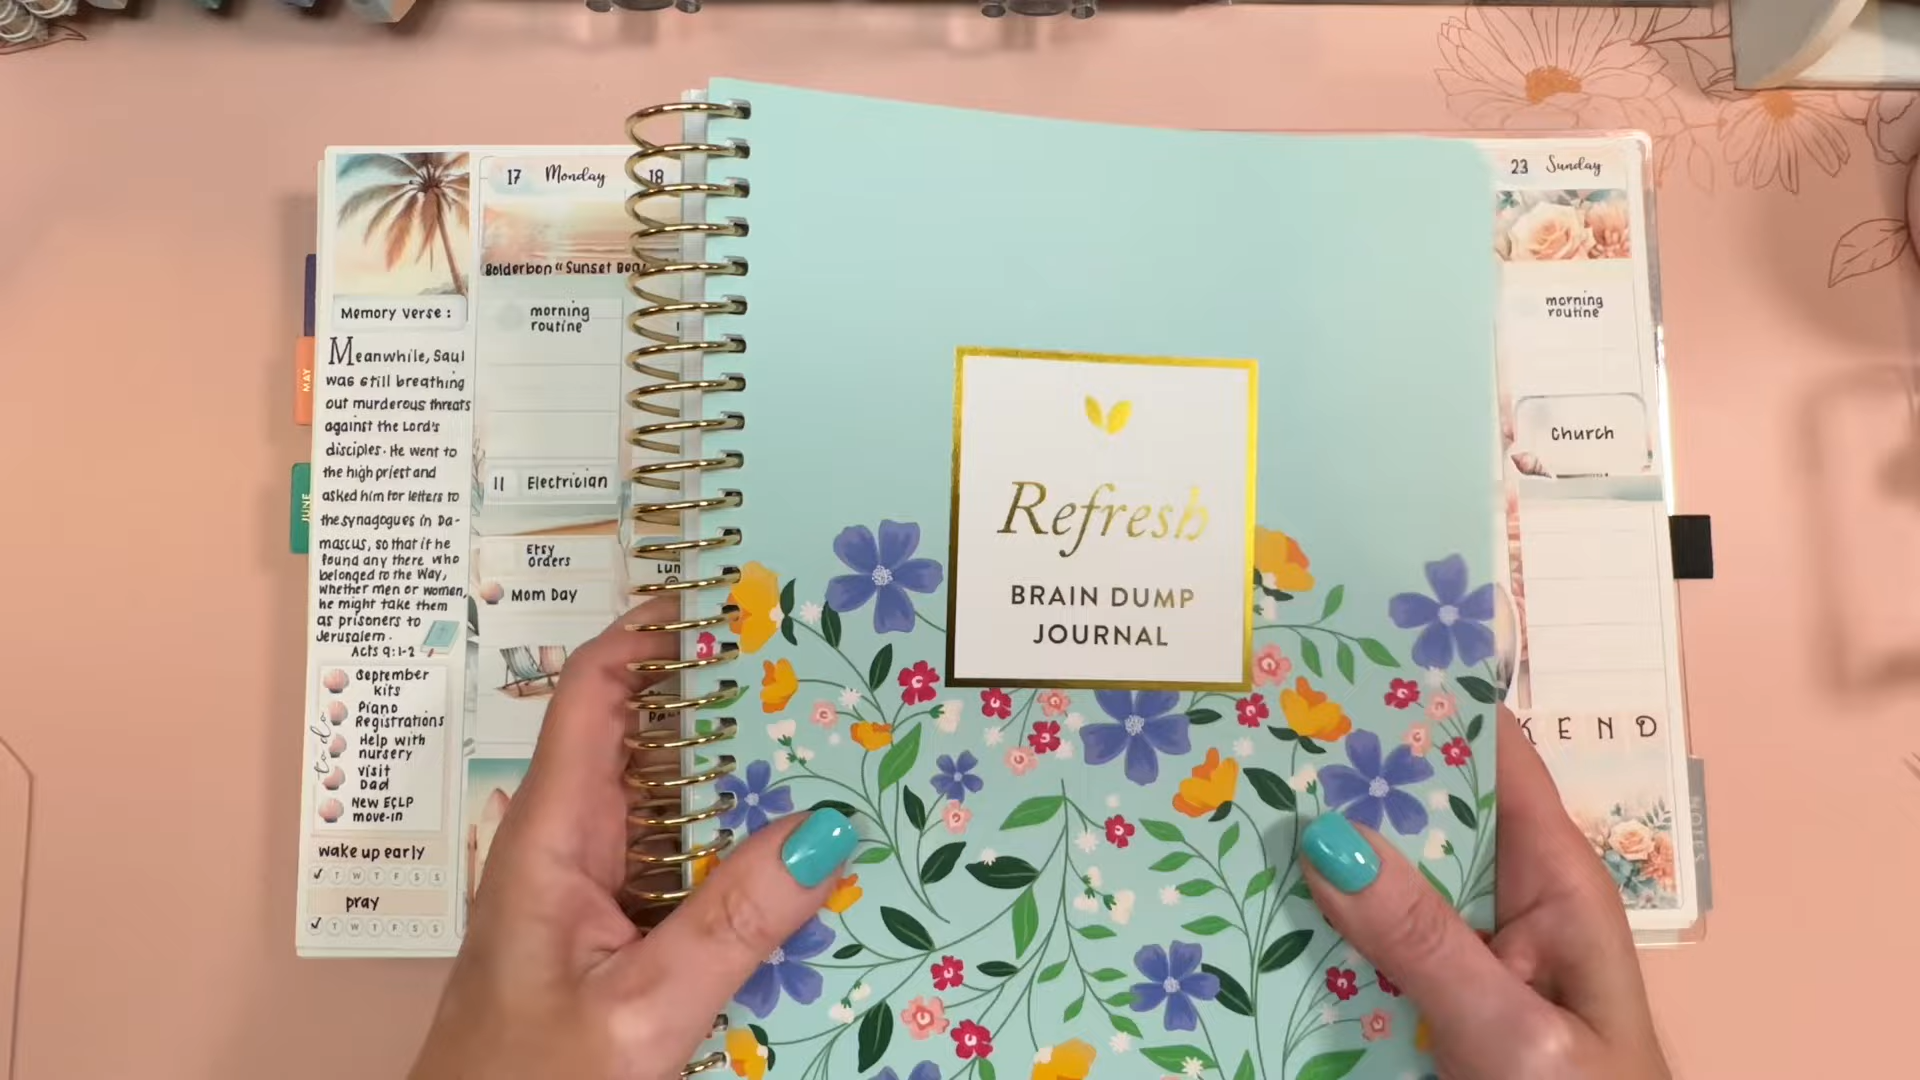 MAY
JUNE
Memory Verse :
Meanwhile, Saul
was still breathing
out murderous threats
against the Lord's
disciples. He went to
the high priest and
asked him for letters to
the synagogues in Da-
mascus, so that if he
found any there who
belonged to the Way,
whether men or women,
he might take them
as prisoners to
Jerusalem.
Acts 9:1-2
to do
September
kits
Piano
Registrations
Help with
nursery
visit
Dad
New ECLP
move-in
wake up early
T W T F S S
pray
T W T F S S
17 Monday
Bolderbon "Sunset
morning
routine
11 Electrician
Etsy
Orders
Mom Day
18
Refresh
BRAIN DUMP
JOURNAL
23 Sunday
morning
routine
Church
K E N D
NOTES